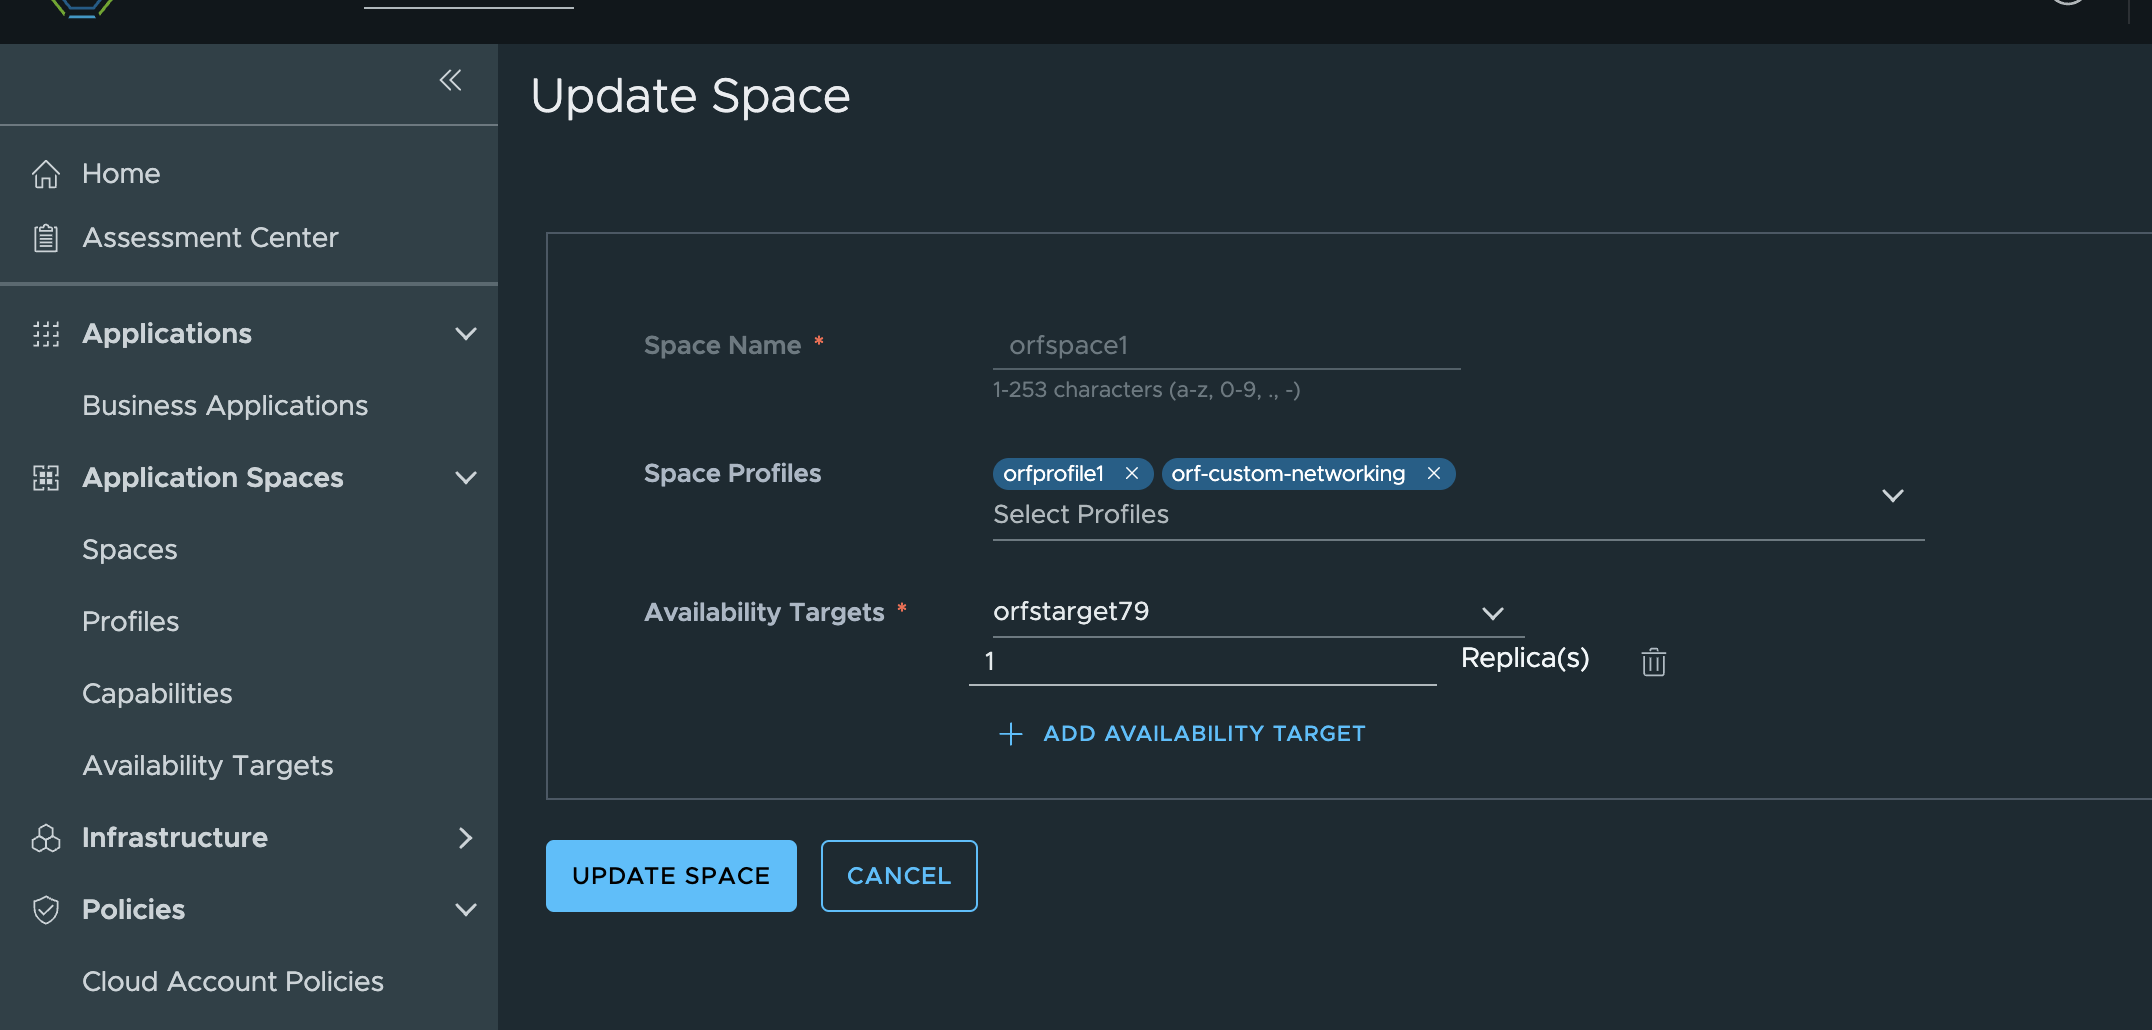 Update Space
Home
Assessment Center
Applications
Business Applications
Application Spaces
Spaces
Profiles
Capabilities
Availability Targets
Infrastructure
Policies
Cloud Account Policies
Space Name *
orfspace1
1-253 characters (a-z, 0-9, ., -)
Space Profiles
orfprofile1 × orf-custom-networking ×
Select Profiles
Availability Targets *
orfstarget79
1
Replica(s)
ADD AVAILABILITY TARGET
UPDATE SPACE
CANCEL